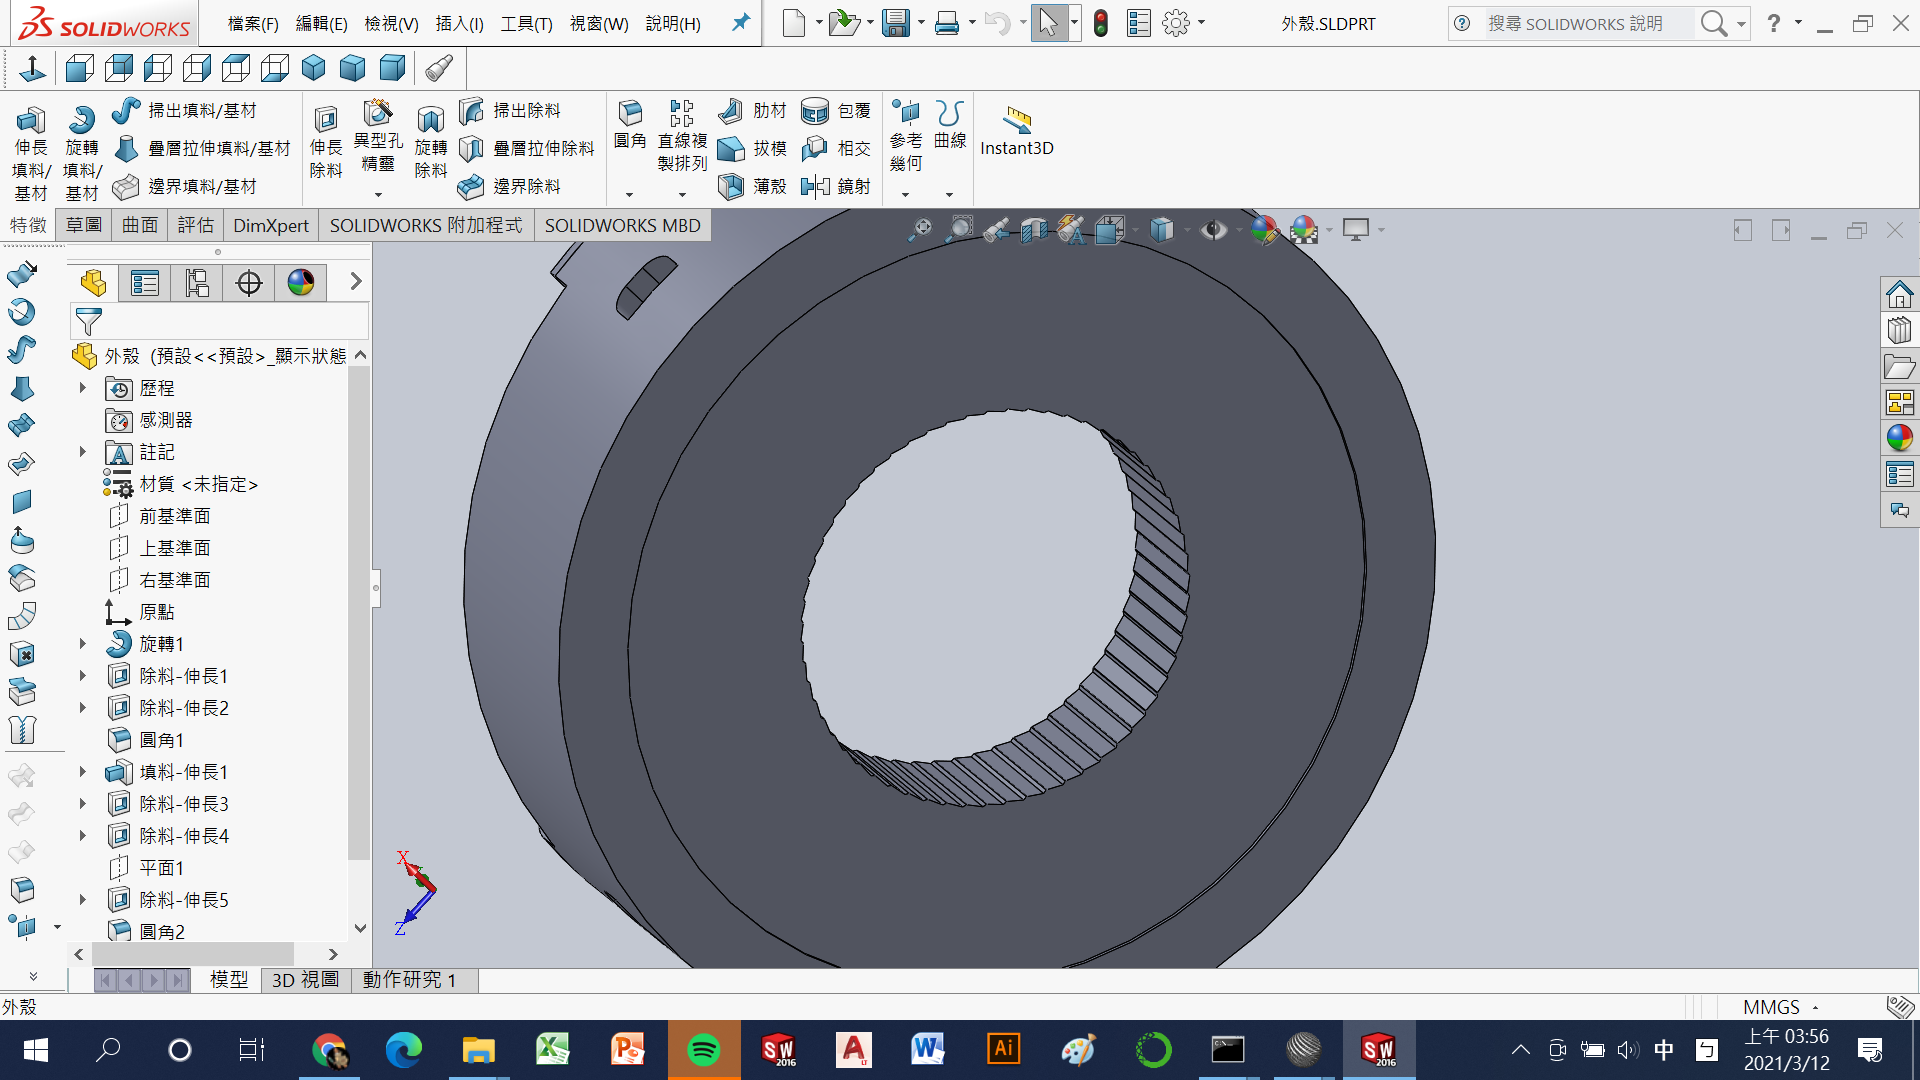 SOLIDWORKS 檔案(F) 編輯(E) 檢視(V) 插入(I) 工具(T) 視窗(W) 說明(H) 外殼.SLDPRT 搜尋 SOLIDWORKS 說明
伸長填料/基材
旋轉填料/基材
掃出填料/基材
疊層拉伸填料/基材
邊界填料/基材
伸長除料
異型孔精靈
旋轉除料
掃出除料
疊層拉伸除料
邊界除料
圓角
直線複製排列
肋材
拔模
薄殼
包覆
相交
鏡射
參考幾何
曲線
Instant3D
特徵 草圖 曲面 評估 DimXpert SOLIDWORKS 附加程式 SOLIDWORKS MBD
外殼 (預設<<預設>_顯示狀態
歷程
感測器
註記
材質 <未指定>
前基準面
上基準面
右基準面
原點
旋轉1
除料-伸長1
除料-伸長2
圓角1
填料-伸長1
除料-伸長3
除料-伸長4
平面1
除料-伸長5
圓角2
X
Z
模型 3D 視圖 動作研究 1
外殼 MMGS
SW 2016
A LT
Ai
SW 2016
中
ㄅ
上午 03:56
2021/3/12